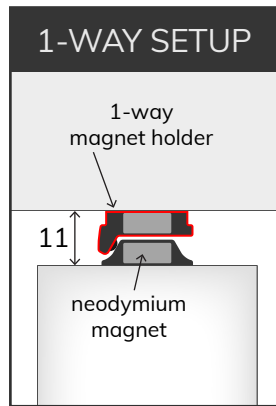 1-WAY SETUP
1-way
magnet holder
11
neodymium
magnet